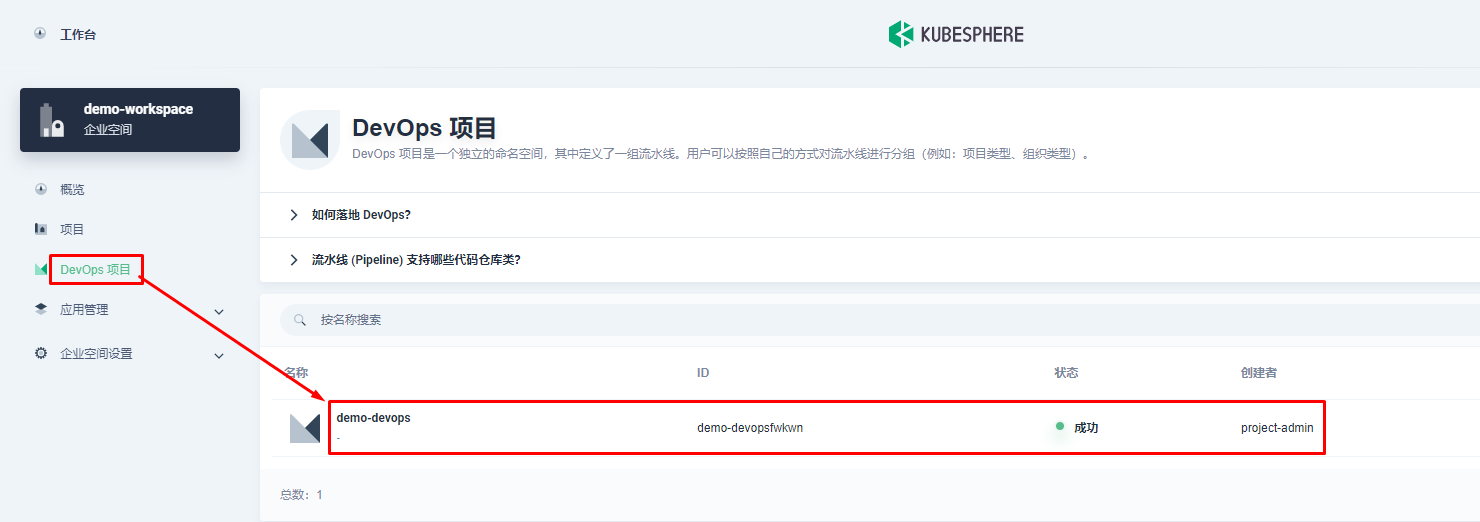 工作台
KUBESPHERE
demo-workspace
企业空间
概览
项目
DevOps 项目
应用管理
企业空间设置
DevOps 项目
DevOps 项目是一个独立的命名空间，其中定义了一组流水线。用户可以按照自己的方式对流水线进行分组（例如：项目类型、组织类型）。
如何落地 DevOps?
流水线 (Pipeline) 支持哪些代码仓库类?
按名称搜索
名称 ID 状态 创建者
demo-devops
-
demo-devopsfwkwn 成功 project-admin
总数：1